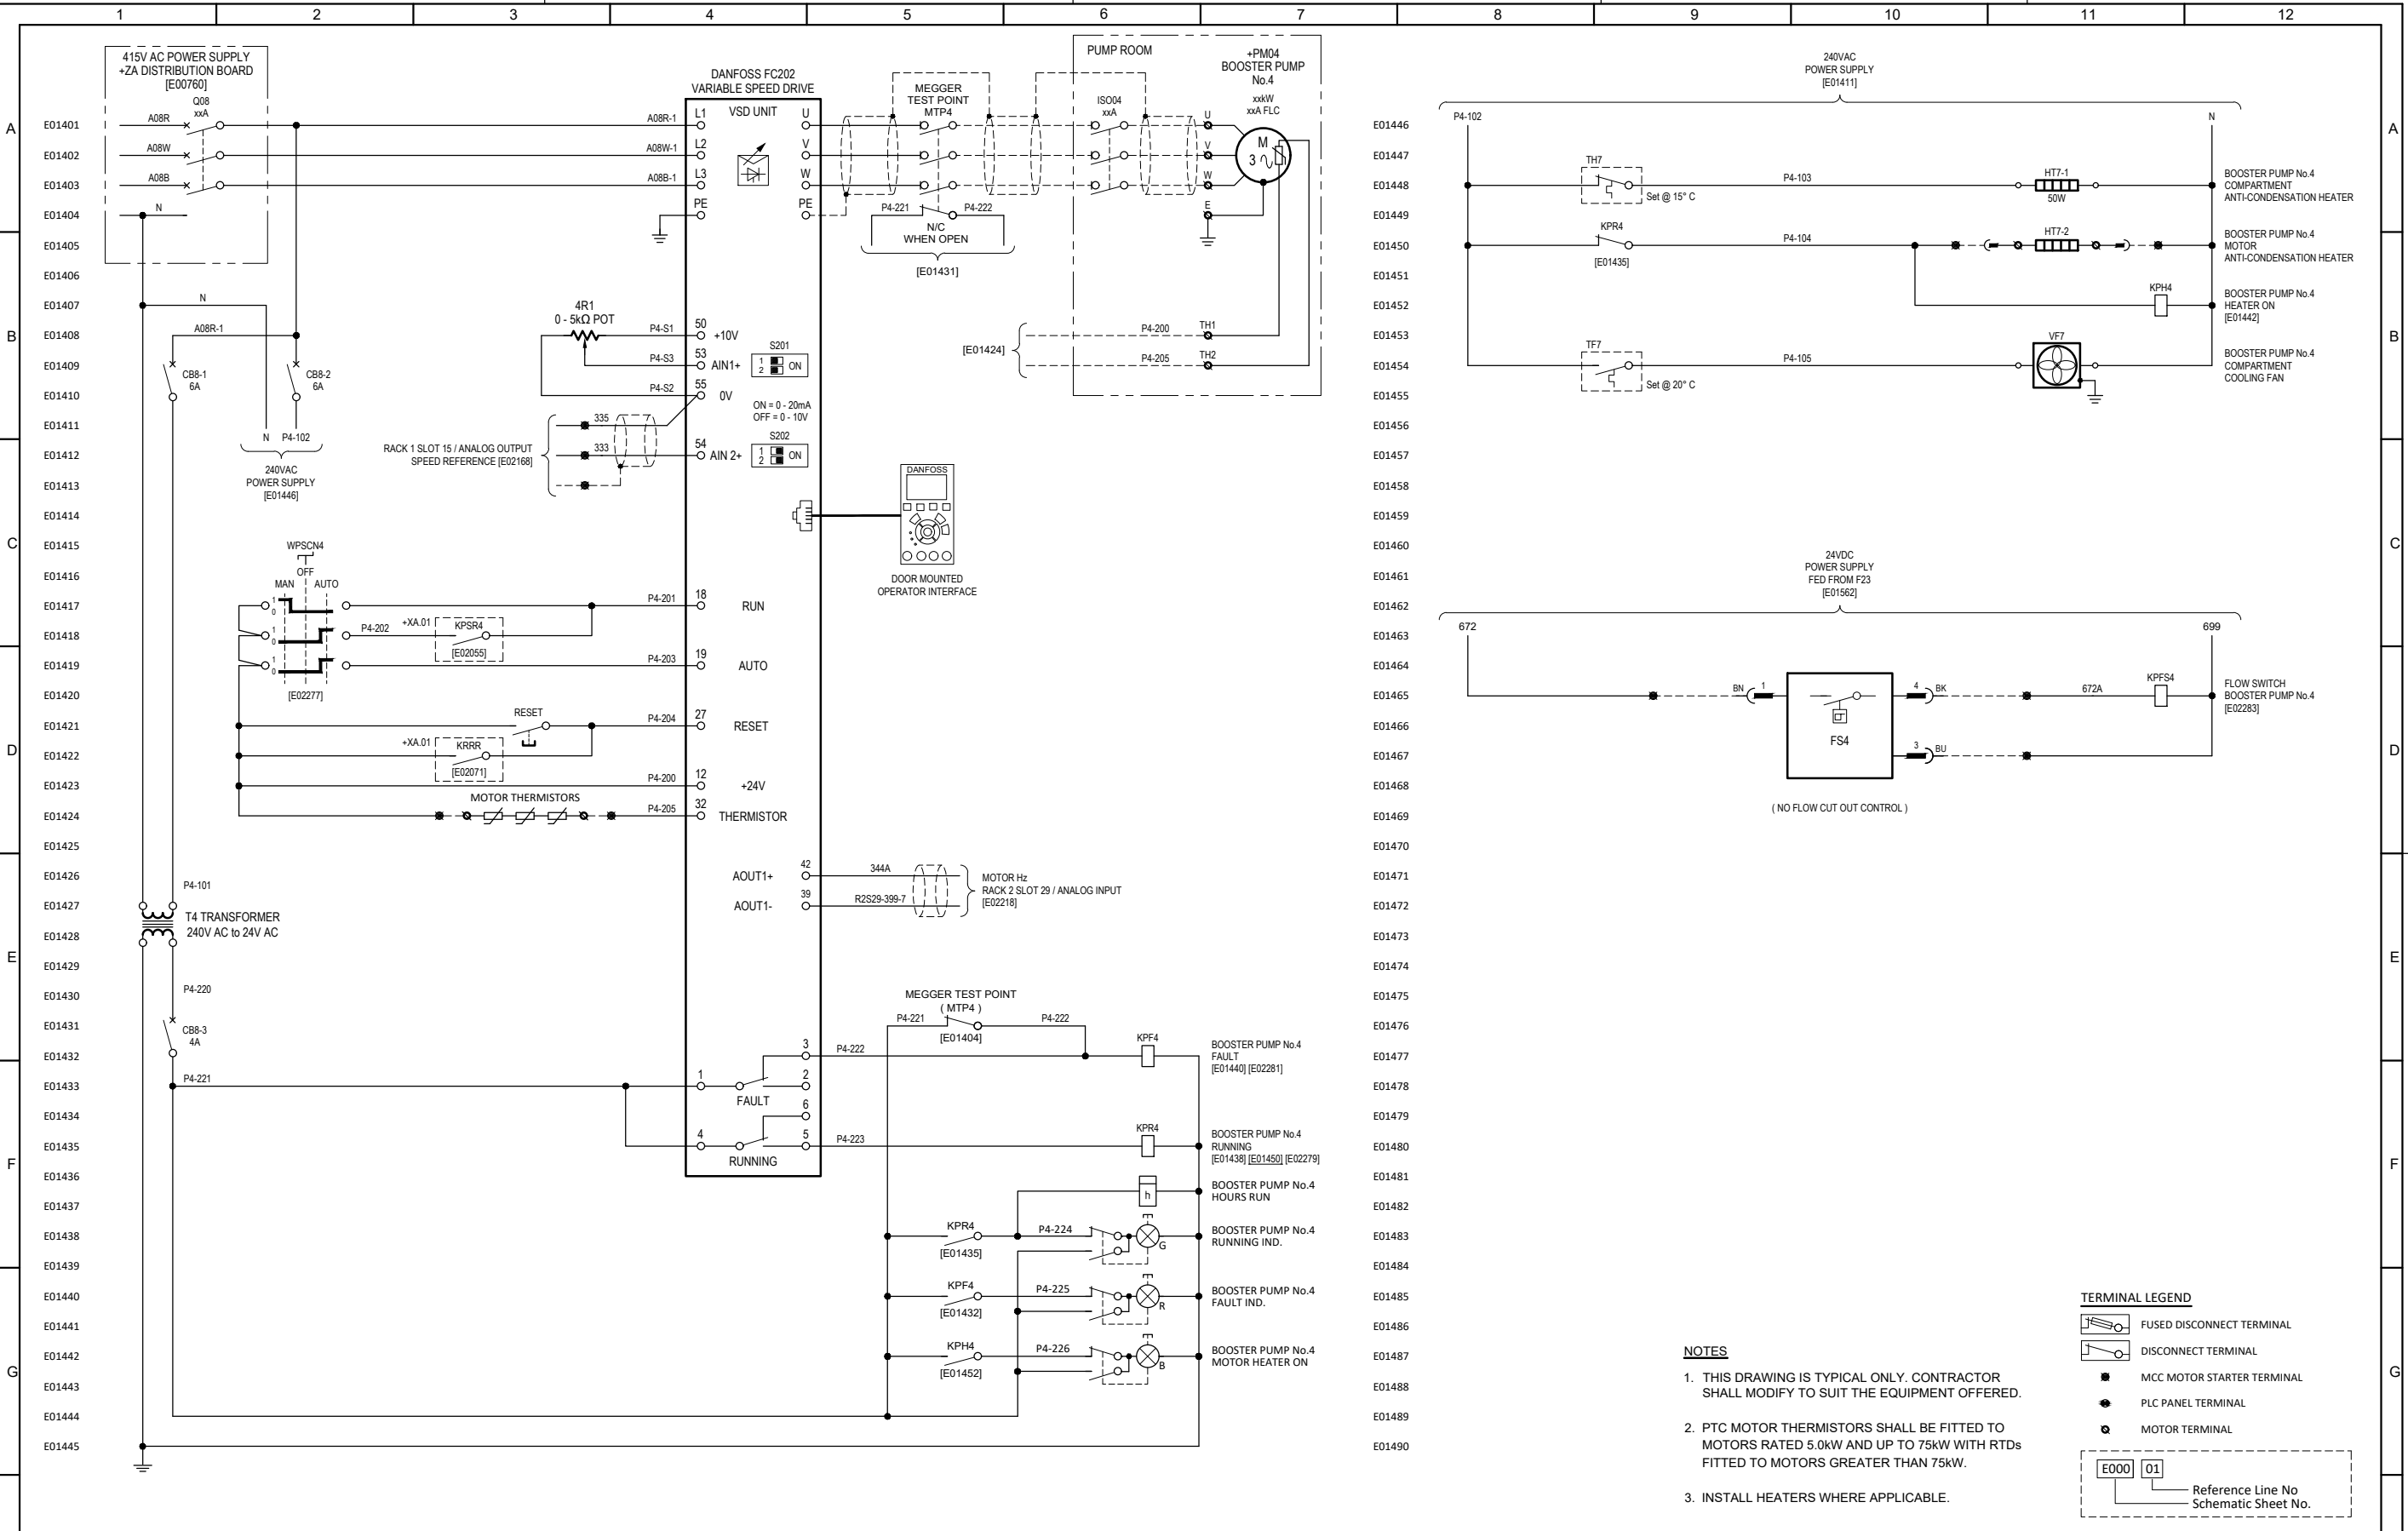 1 2 3 4 5 6 7 8 9 10 11 12
A
B
C
D
E
F
G
A
B
C
D
E
F
G
E01401
E01402
E01403
E01404
E01405
E01406
E01407
E01408
E01409
E01410
E01411
E01412
E01413
E01414
E01415
E01416
E01417
E01418
E01419
E01420
E01421
E01422
E01423
E01424
E01425
E01426
E01427
E01428
E01429
E01430
E01431
E01432
E01433
E01434
E01435
E01436
E01437
E01438
E01439
E01440
E01441
E01442
E01443
E01444
E01445
415V AC POWER SUPPLY
+ZA DISTRIBUTION BOARD
[E00760]
Q08
xxA
A08R
A08W
A08B
N
A08R-1
A08W-1
A08B-1
N
A08R-1
CB8-1
6A
CB8-2
6A
N P4-102
240VAC
POWER SUPPLY
[E01446]
DANFOSS FC202
VARIABLE SPEED DRIVE
VSD UNIT
L1
L2
L3
PE
U
V
W
PE
MEGGER
TEST POINT
MTP4
P4-221 P4-222
N/C
WHEN OPEN
[E01431]
PUMP ROOM
ISO04
xxA
+PM04
BOOSTER PUMP
No.4
xxkW
xxA FLC
U
V
W
E
M
3
[E01424]
P4-200 TH1
P4-205 TH2
4R1
0 - 5kΩ POT
P4-S1 50 +10V
P4-S3 53 AIN1+
P4-S2 55 0V
S201
1
2
ON
ON = 0 - 20mA
OFF = 0 - 10V
S202
1
2
ON
335
333
54 AIN 2+
RACK 1 SLOT 15 / ANALOG OUTPUT
SPEED REFERENCE [E02168]
DANFOSS
DOOR MOUNTED
OPERATOR INTERFACE
WPSCN4
OFF
MAN AUTO
1
0
1
0
1
0
[E02277]
P4-201 18 RUN
P4-202 +XA.01 KPSR4
[E02055]
P4-203 19 AUTO
RESET
P4-204 27 RESET
+XA.01 KRRR
[E02071]
P4-200 12 +24V
MOTOR THERMISTORS
P4-205 32 THERMISTOR
AOUT1+ 42 344A
AOUT1- 39 R2S29-399-7
MOTOR Hz
RACK 2 SLOT 29 / ANALOG INPUT
[E02218]
P4-101
T4 TRANSFORMER
240V AC to 24V AC
P4-220
CB8-3
4A
P4-221
MEGGER TEST POINT
( MTP4 )
P4-221 P4-222
[E01404]
3 P4-222 KPF4
BOOSTER PUMP No.4
FAULT
[E01440] [E02281]
1 2
FAULT
6
4 5 P4-223 KPR4
RUNNING
BOOSTER PUMP No.4
RUNNING
[E01438] [E01450] [E02279]
h
BOOSTER PUMP No.4
HOURS RUN
KPR4 P4-224
[E01435]
G
BOOSTER PUMP No.4
RUNNING IND.
KPF4 P4-225
[E01432]
R
BOOSTER PUMP No.4
FAULT IND.
KPH4 P4-226
[E01452]
B
BOOSTER PUMP No.4
MOTOR HEATER ON
E01446
E01447
E01448
E01449
E01450
E01451
E01452
E01453
E01454
E01455
E01456
E01457
E01458
E01459
E01460
E01461
E01462
E01463
E01464
E01465
E01466
E01467
E01468
E01469
E01470
E01471
E01472
E01473
E01474
E01475
E01476
E01477
E01478
E01479
E01480
E01481
E01482
E01483
E01484
E01485
E01486
E01487
E01488
E01489
E01490
240VAC
POWER SUPPLY
[E01411]
P4-102 N
TH7
Set @ 15° C
P4-103
HT7-1
50W
BOOSTER PUMP No.4
COMPARTMENT
ANTI-CONDENSATION HEATER
KPR4
[E01435]
P4-104
HT7-2
BOOSTER PUMP No.4
MOTOR
ANTI-CONDENSATION HEATER
KPH4
BOOSTER PUMP No.4
HEATER ON
[E01442]
TF7
Set @ 20° C
P4-105
VF7
BOOSTER PUMP No.4
COMPARTMENT
COOLING FAN
24VDC
POWER SUPPLY
FED FROM F23
[E01562]
672 699
BN 1
FS4
4 BK
3 BU
672A KPFS4
FLOW SWITCH
BOOSTER PUMP No.4
[E02283]
( NO FLOW CUT OUT CONTROL )
NOTES
1. THIS DRAWING IS TYPICAL ONLY. CONTRACTOR
SHALL MODIFY TO SUIT THE EQUIPMENT OFFERED.
2. PTC MOTOR THERMISTORS SHALL BE FITTED TO
MOTORS RATED 5.0kW AND UP TO 75kW WITH RTDs
FITTED TO MOTORS GREATER THAN 75kW.
3. INSTALL HEATERS WHERE APPLICABLE.
TERMINAL LEGEND
FUSED DISCONNECT TERMINAL
DISCONNECT TERMINAL
MCC MOTOR STARTER TERMINAL
PLC PANEL TERMINAL
MOTOR TERMINAL
E000 01
Reference Line No
Schematic Sheet No.